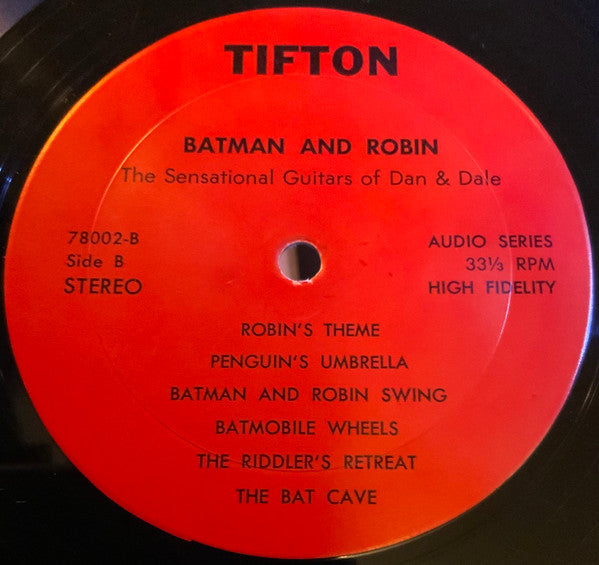 TIFTON
BATMAN AND ROBIN
The Sensational Guitars of Dan & Dale
78002-B
Side B
STEREO
AUDIO SERIES
33⅓ RPM
HIGH FIDELITY
ROBIN'S THEME
PENGUIN'S UMBRELLA
BATMAN AND ROBIN SWING
BATMOBILE WHEELS
THE RIDDLER'S RETREAT
THE BAT CAVE